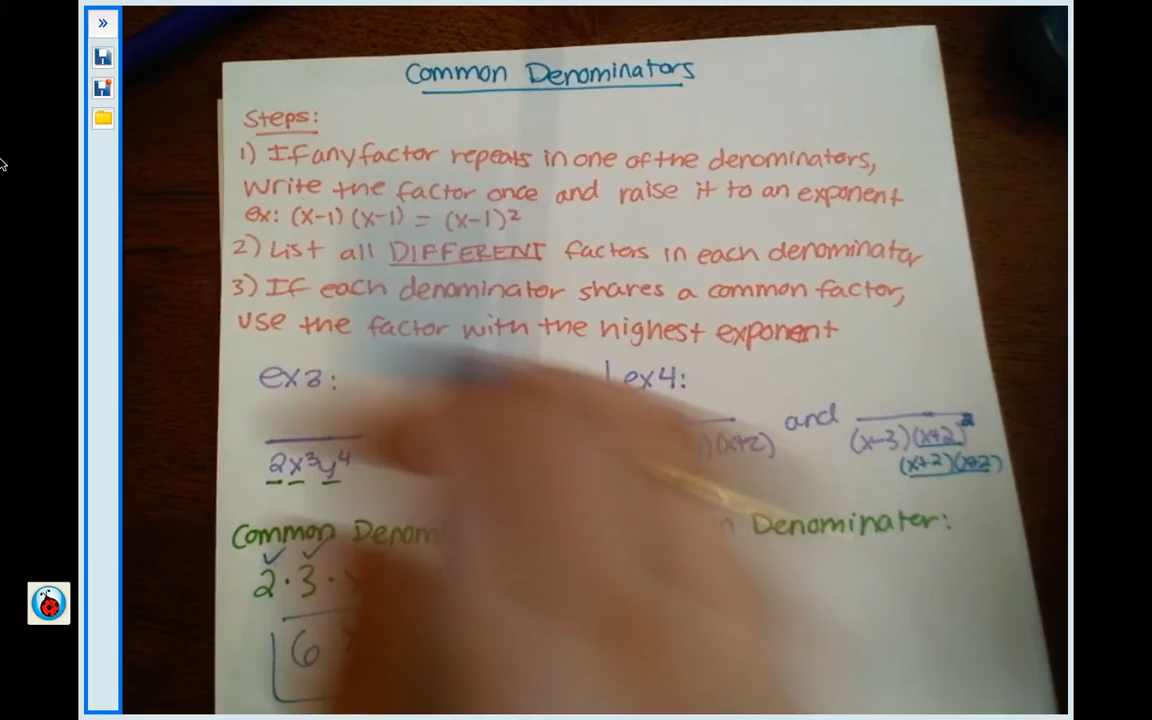 »
Common Denominators
Steps:
1) If any factor repeats in one of the denominators,
write the factor once and raise it to an exponent
ex: (x-1)(x-1) = (x-1)²
2) List all DIFFERENT factors in each denominator
3) If each denominator shares a common factor,
use the factor with the highest exponent
ex3: ex4:
2x³y⁴ )(x+2) and (x-3)(x+2)²
(x+2)(x+2)
Common Denom n Denominator:
2·3·
6